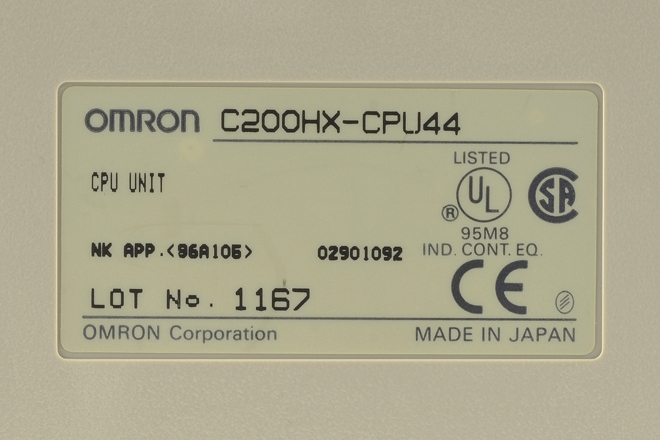 OMRON C200HX-CPU44
LISTED
CPU UNIT
UL
SA
®
95M8
NK APP.<96A105> 02901092 IND. CONT. EQ.
CE
LOT No. 1167
OMRON Corporation MADE IN JAPAN